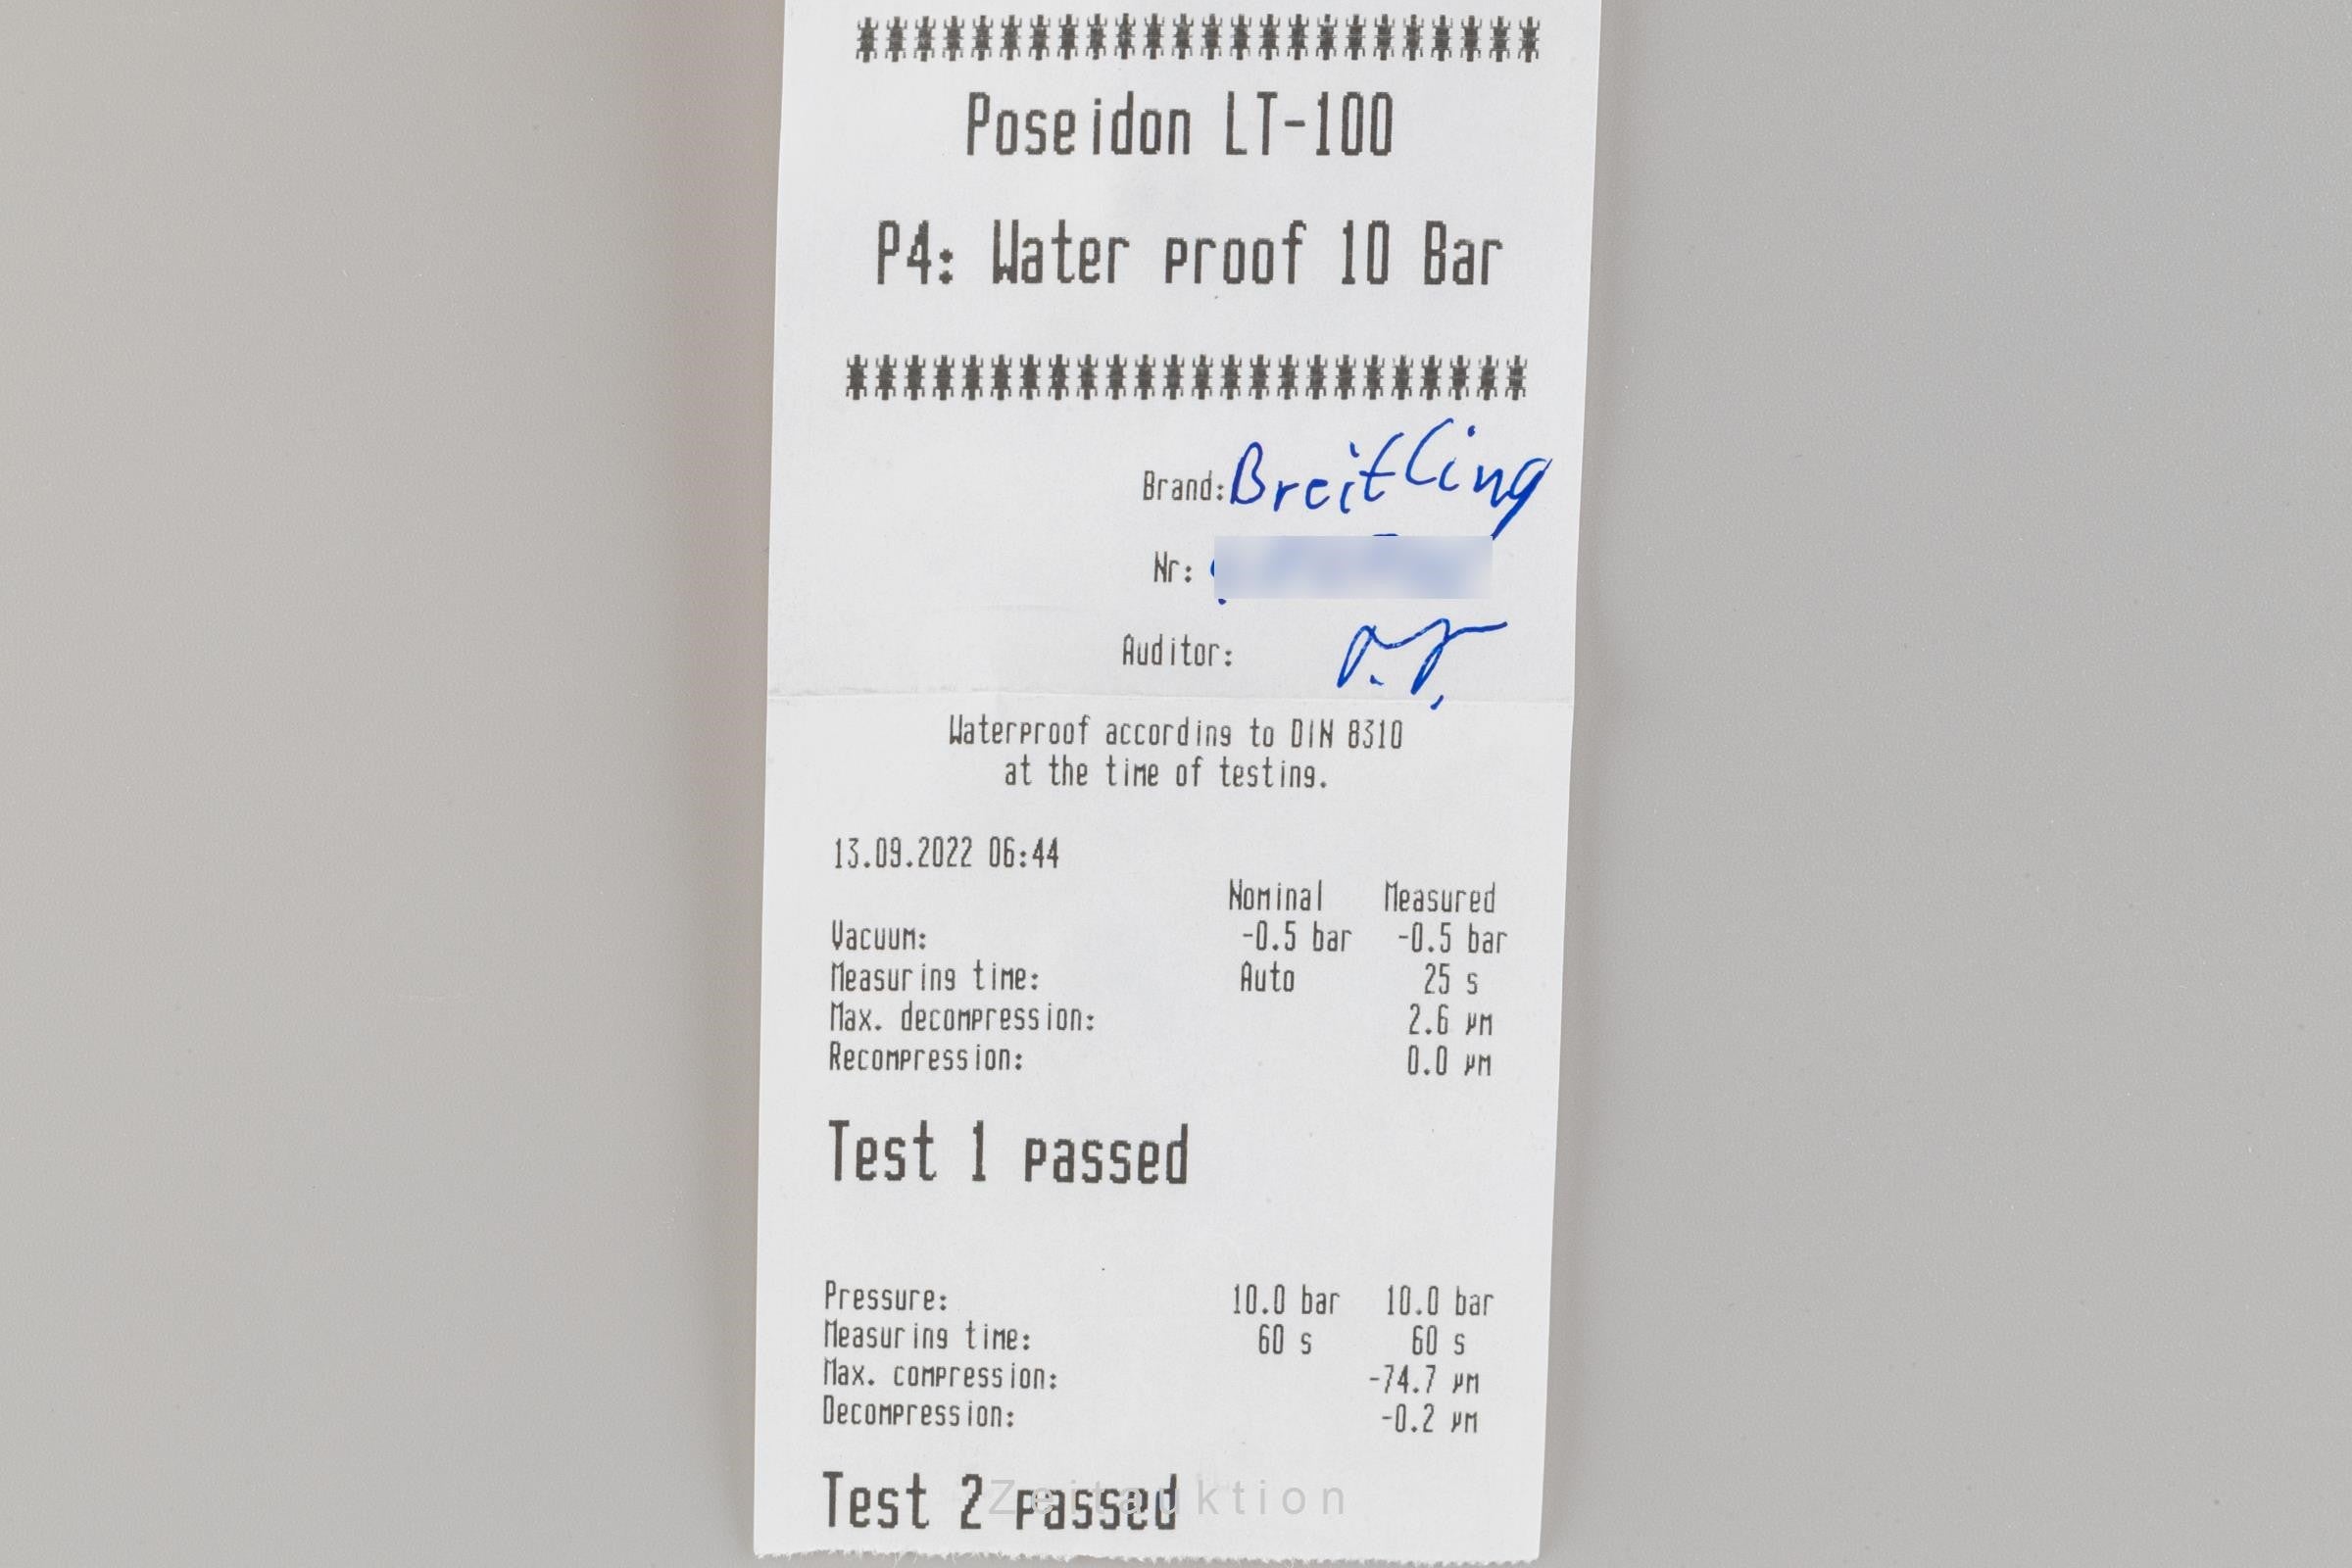 ************************
Poseidon LT-100
P4: Water proof 10 Bar
************************
Brand: Breitling
Nr:
Auditor:
Waterproof according to DIN 8310
at the time of testing.
13.09.2022 06:44
Nominal Measured
Vacuum: -0.5 bar -0.5 bar
Measuring time: Auto 25 s
Max. decompression: 2.6 µm
Recompression: 0.0 µm
Test 1 passed
Pressure: 10.0 bar 10.0 bar
Measuring time: 60 s 60 s
Max. compression: -74.7 µm
Decompression: -0.2 µm
Test 2 passed
Zeitauktion